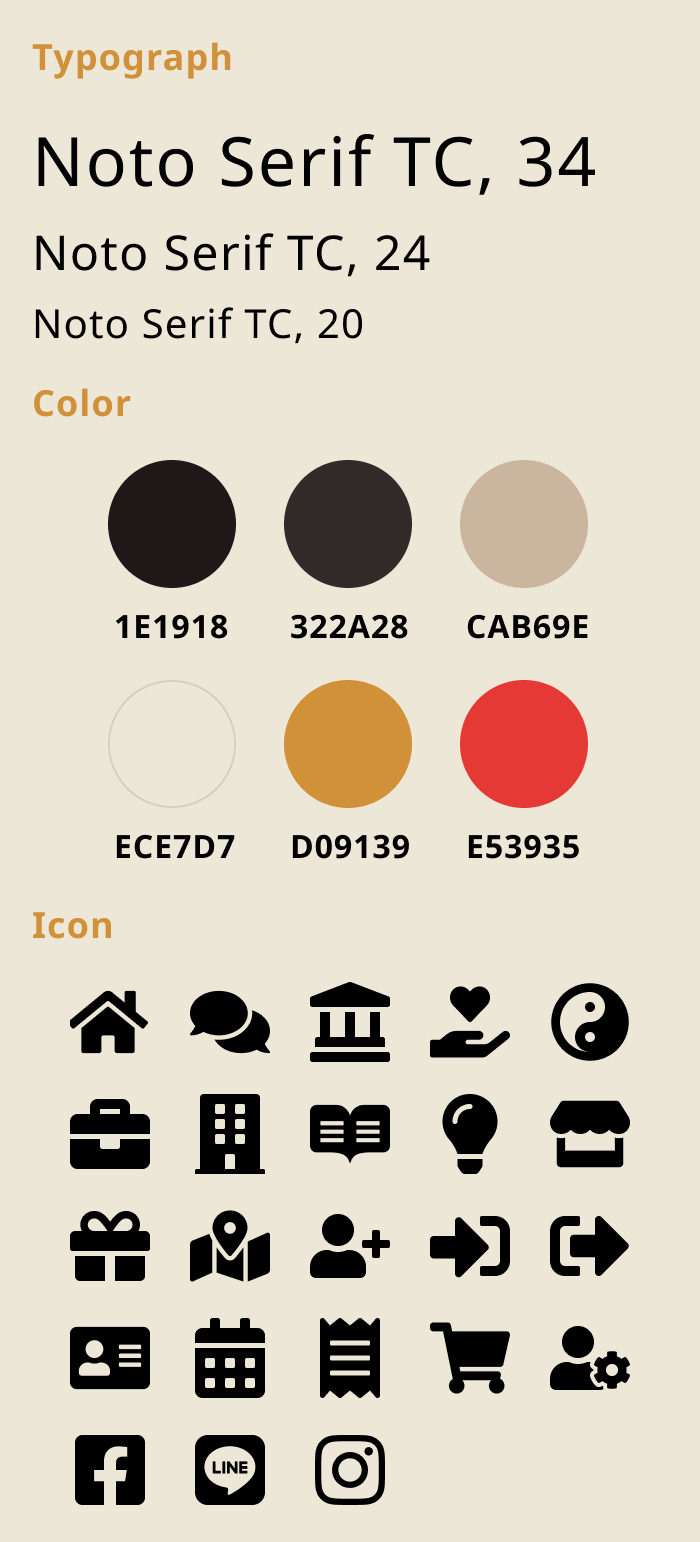 Typograph
Noto Serif TC, 34
Noto Serif TC, 24
Noto Serif TC, 20
Color
1E1918 322A28 CAB69E
ECE7D7 D09139 E53935
Icon
LINE